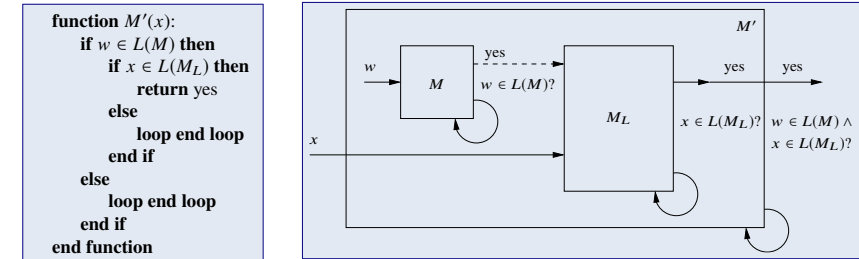 function M′(x):
if w ∈ L(M) then
if x ∈ L(M_L) then
return yes
else
loop end loop
end if
else
loop end loop
end if
end function
M′
yes
w
M
w ∈ L(M)?
M_L
yes
yes
x ∈ L(M_L)?
w ∈ L(M) ∧
x ∈ L(M_L)?
x